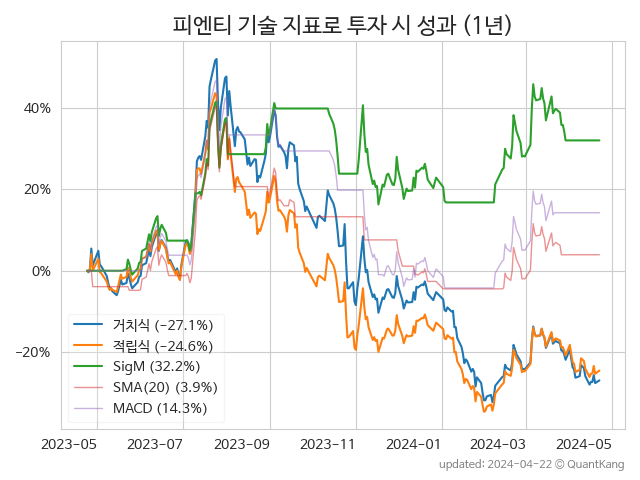 피엔티 기술 지표로 투자 시 성과 (1년)
40%
20%
0%
−20%
거치식 (−27.1%)
적립식 (−24.6%)
SigM (32.2%)
SMA(20) (3.9%)
MACD (14.3%)
2023-05 2023-07 2023-09 2023-11 2024-01 2024-03 2024-05
updated: 2024-04-22 © QuantKang